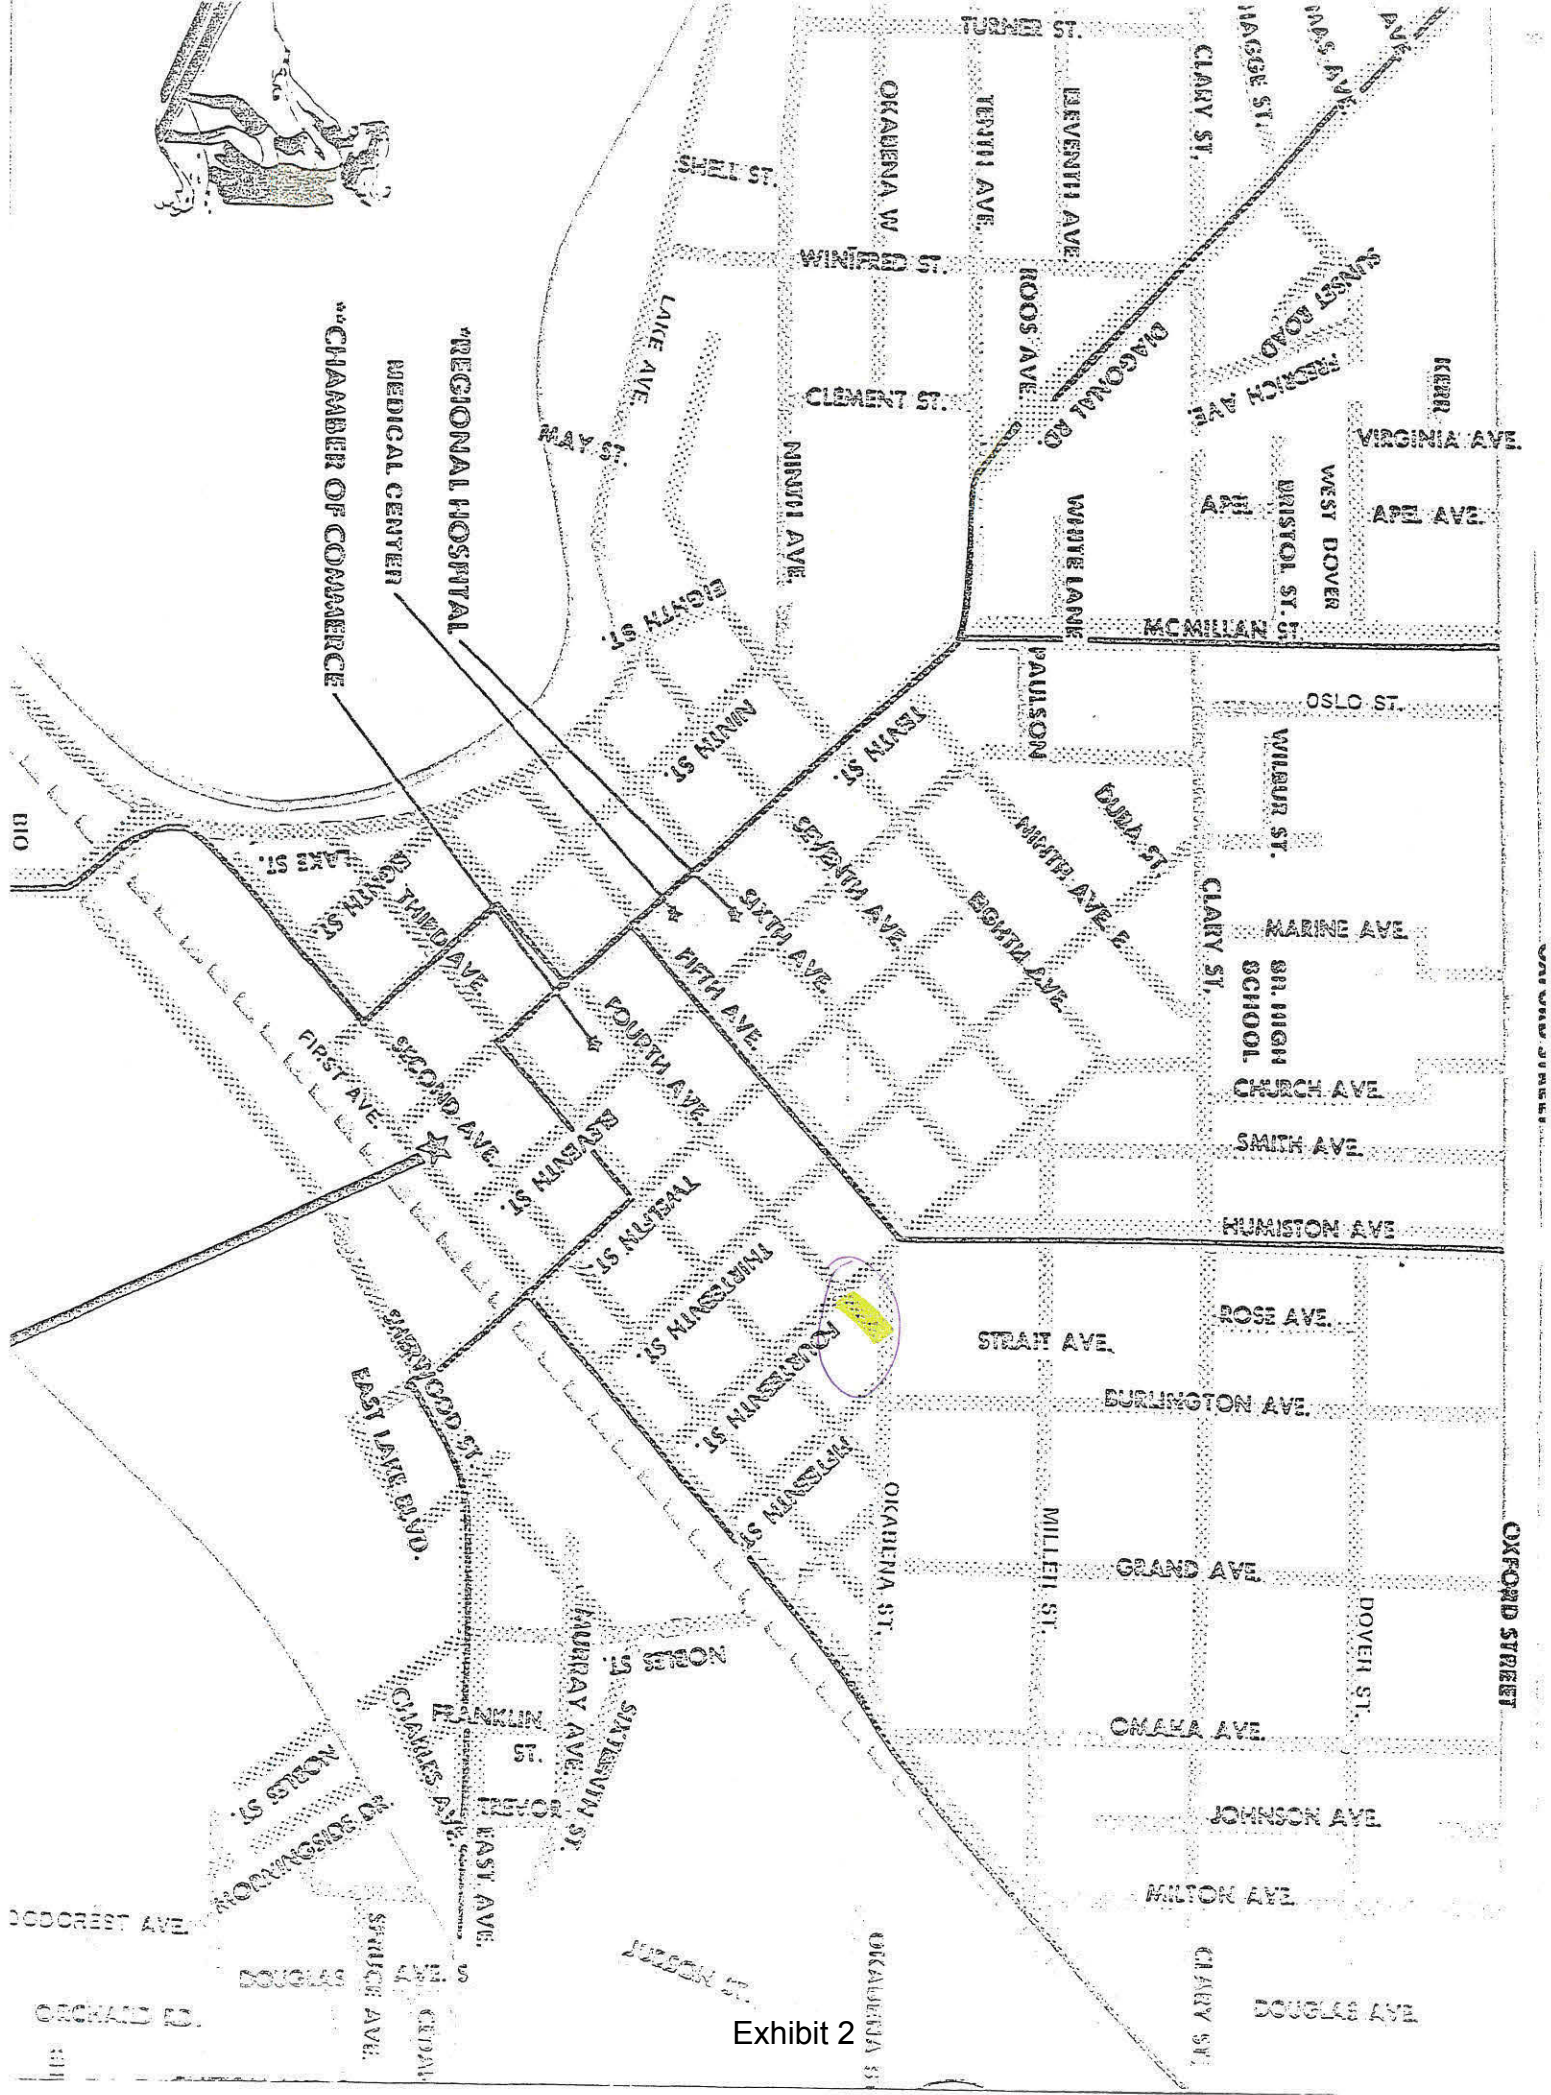 TURNER ST.
CLARY ST.
HAGGE ST.
AVE.
OKABENA W.
TENTH AVE.
ELEVENTH AVE.
SHELL ST.
WINIFRED ST.
ROOS AVE.
SUNSET ROAD
FREDRICH AVE.
DIAGONAL RD.
LAKE AVE.
CLEMENT ST.
KERR
VIRGINIA AVE.
MAY ST.
NINTH AVE.
WHITE LANE
APEL
BRISTOL ST.
WEST DOVER
APEL AVE.
*REGIONAL HOSPITAL
MEDICAL CENTER
**CHAMBER OF COMMERCE
EIGHTH ST.
MCMILLAN ST.
PAULSON
OSLO ST.
NINTH ST.
TENTH ST.
WILBUR ST.
DURA ST.
BIO
LAKE ST.
EIGHTH ST.
THIRD AVE.
SEVENTH AVE.
NINTH AVE. E.
SIXTH AVE.
EIGHTH AVE.
CLARY ST.
MARINE AVE.
SR. HIGH
SCHOOL
FIFTH AVE.
FOURTH AVE.
FIRST AVE.
SECOND AVE.
CHURCH AVE.
SMITH AVE.
ELEVENTH ST.
TWELFTH ST.
THIRTEENTH ST.
HUMISTON AVE
ROSE AVE.
STRAIT AVE.
FOURTEENTH ST.
BURLINGTON AVE.
SHERWOOD ST.
EAST LAKE BLVD.
FIFTEENTH ST
OKABENA ST.
MILLER ST.
GRAND AVE.
OXFORD STREET
DOVER ST.
NOBLES ST.
MURRAY AVE.
SIXTEENTH ST.
FRANKLIN
ST.
CHARLES AVE.
OMAHA AVE.
NOBLES ST.
MORNINGSIDE DR.
TREVOR
EAST AVE.
JOHNSON AVE.
MILTON AVE.
SPRUCE AVE.
DOUGLAS AVE. S
ORCHARD RD.
JUDSON ST.
CLARY ST.
DOUGLAS AVE.
Exhibit 2